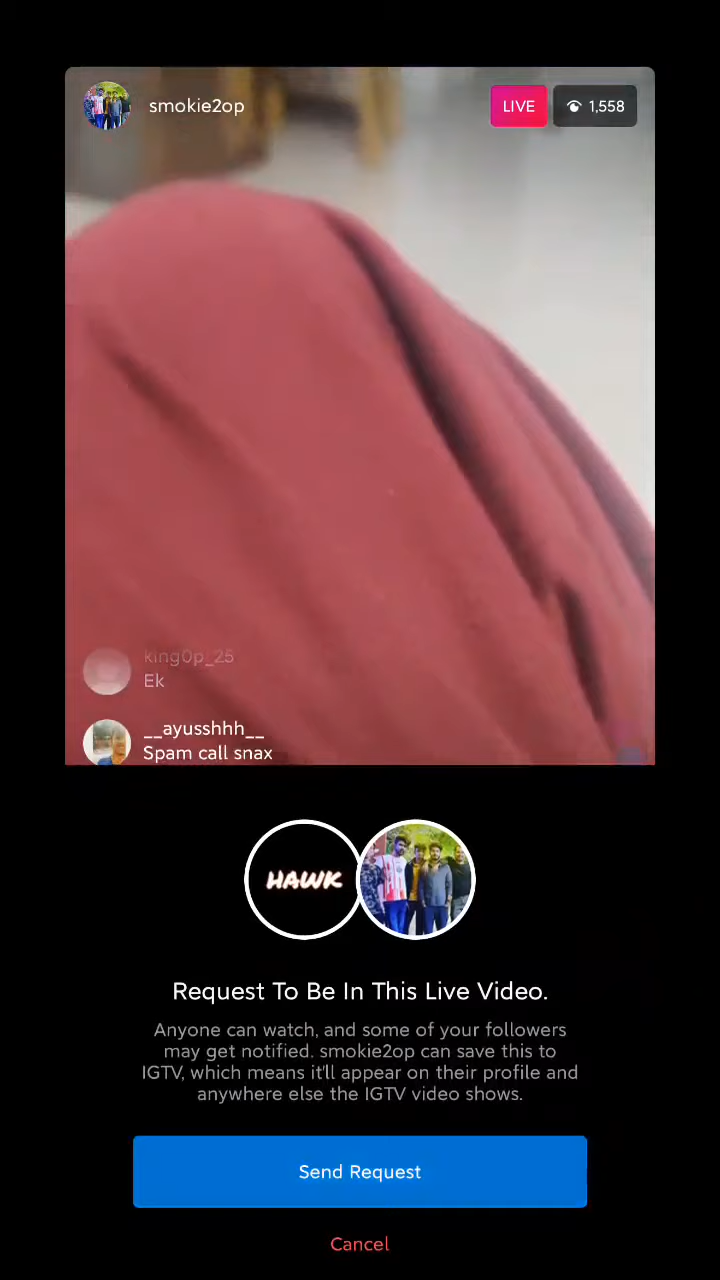 smokie2op
LIVE
1,558
king0p_25
Ek
__ayusshhh__
Spam call snax
HAWK
Request To Be In This Live Video.
Anyone can watch, and some of your followers
may get notified. smokie2op can save this to
IGTV, which means it'll appear on their profile and
anywhere else the IGTV video shows.
Send Request
Cancel